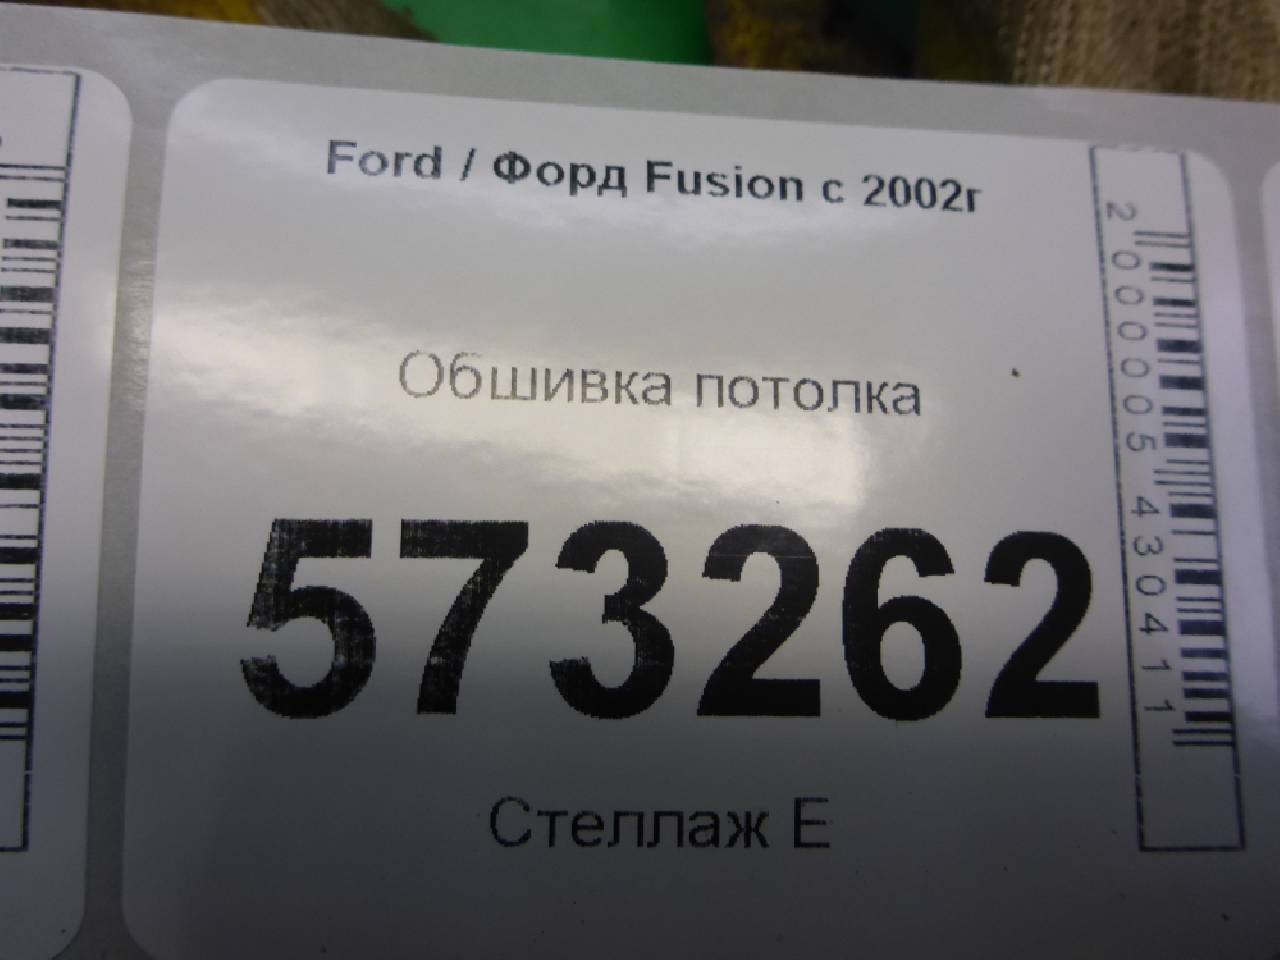 Ford / Форд Fusion с 2002г
Обшивка потолка
573262
Стеллаж Е
2000005430411